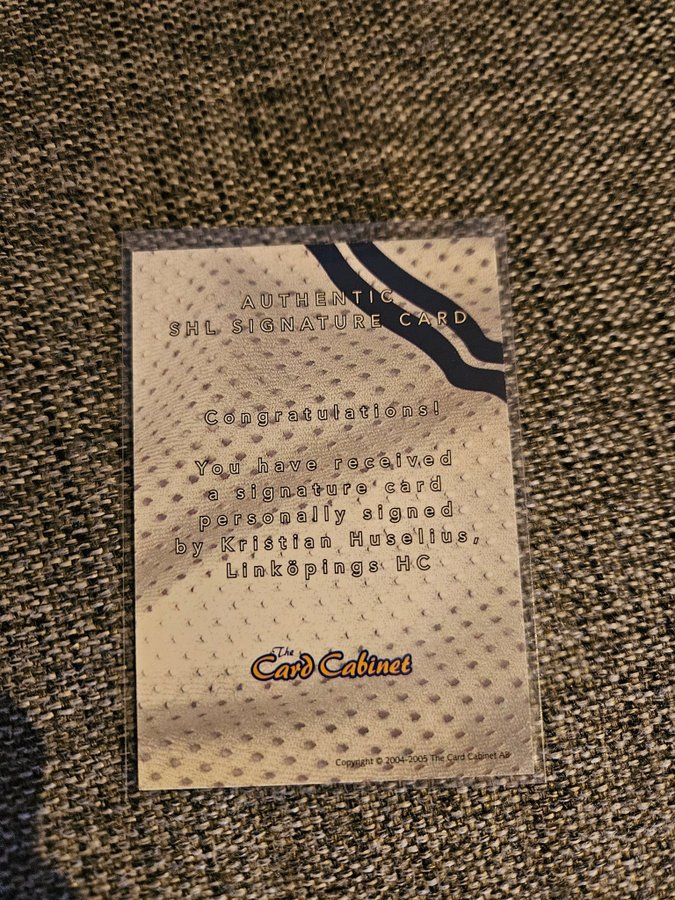 AUTHENTIC
SHL SIGNATURE CARD
Congratulations!
You have received
a signature card
personally signed
by Kristian Huselius,
Linköpings HC
The
Card Cabinet
Copyright © 2004-2005 The Card Cabinet AB